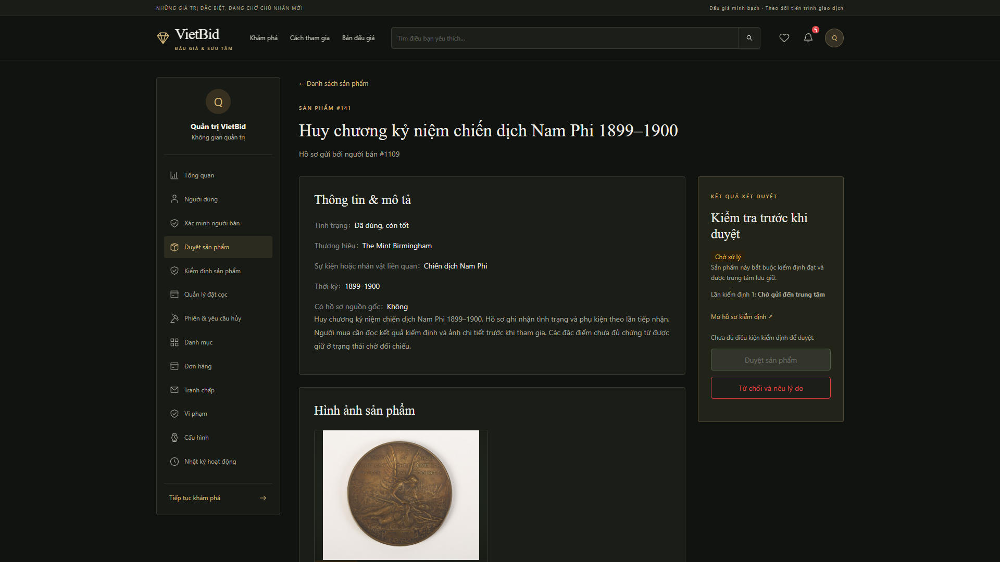 NHỮNG GIÁ TRỊ ĐẶC BIỆT, ĐANG CHỜ CHỦ NHÂN MỚI
Đấu giá minh bạch · Theo dõi tiến trình giao dịch
VietBid
ĐẤU GIÁ & SƯU TẦM
Khám phá
Cách tham gia
Bán đấu giá
Tìm điều bạn yêu thích...
5
Q
Q
Quản trị VietBid
Không gian quản trị
Tổng quan
Người dùng
Xác minh người bán
Duyệt sản phẩm
Kiểm định sản phẩm
Quản lý đặt cọc
Phiên & yêu cầu hủy
Danh mục
Đơn hàng
Tranh chấp
Vi phạm
Cấu hình
Nhật ký hoạt động
Tiếp tục khám phá →
← Danh sách sản phẩm
SẢN PHẨM #141
Huy chương kỷ niệm chiến dịch Nam Phi 1899–1900
Hồ sơ gửi bởi người bán #1109
Thông tin & mô tả
Tình trạng: Đã dùng, còn tốt
Thương hiệu: The Mint Birmingham
Sự kiện hoặc nhân vật liên quan: Chiến dịch Nam Phi
Thời kỳ: 1899–1900
Có hồ sơ nguồn gốc: Không
Huy chương kỷ niệm chiến dịch Nam Phi 1899–1900. Hồ sơ ghi nhận tình trạng và phụ kiện theo lần tiếp nhận.
Người mua cần đọc kết quả kiểm định và ảnh chi tiết trước khi tham gia. Các đặc điểm chưa đủ chứng từ được
giữ ở trạng thái chờ đối chiếu.
Hình ảnh sản phẩm
COUNTRY
KẾT QUẢ XÉT DUYỆT
Kiểm tra trước khi
duyệt
Chờ xử lý
Sản phẩm này bắt buộc kiểm định đạt và
được trung tâm lưu giữ.
Lần kiểm định 1: Chờ gửi đến trung tâm
Mở hồ sơ kiểm định ↗
Chưa đủ điều kiện kiểm định để duyệt.
Duyệt sản phẩm
Từ chối và nêu lý do